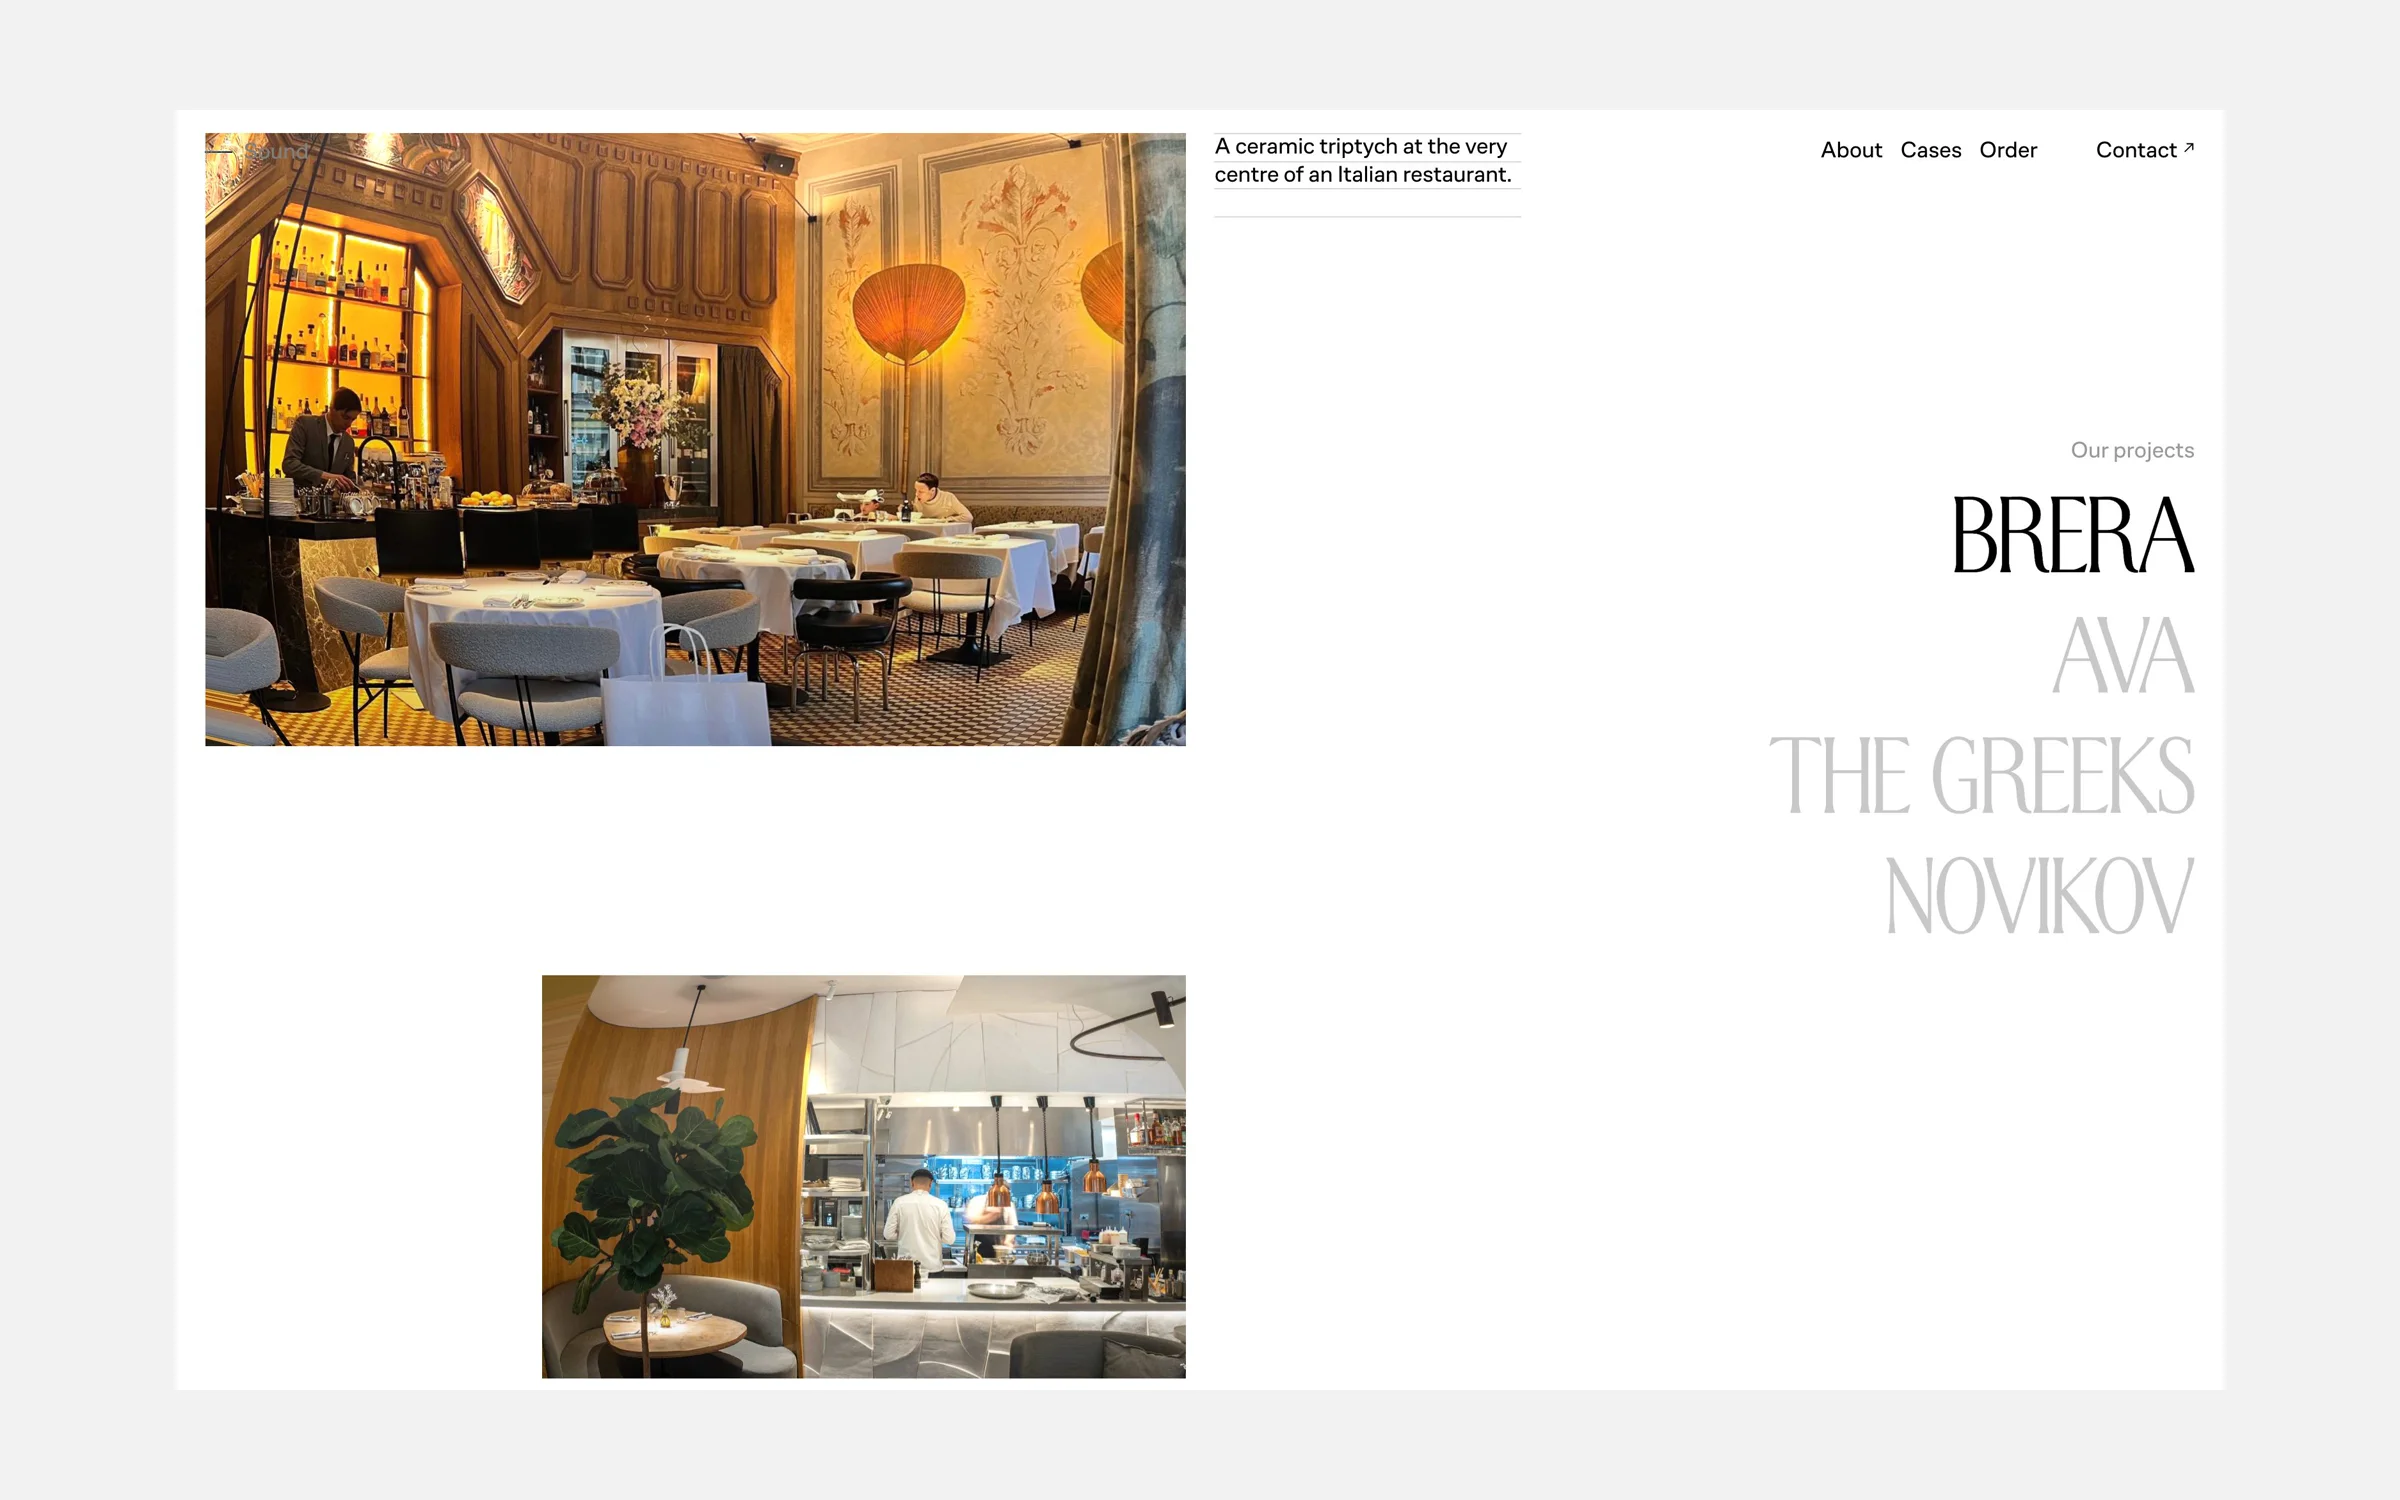 Sound
A ceramic triptych at the very
centre of an Italian restaurant.
About Cases Order Contact ↗
Our projects
BRERA
AVA
THE GREEKS
NOVIKOV